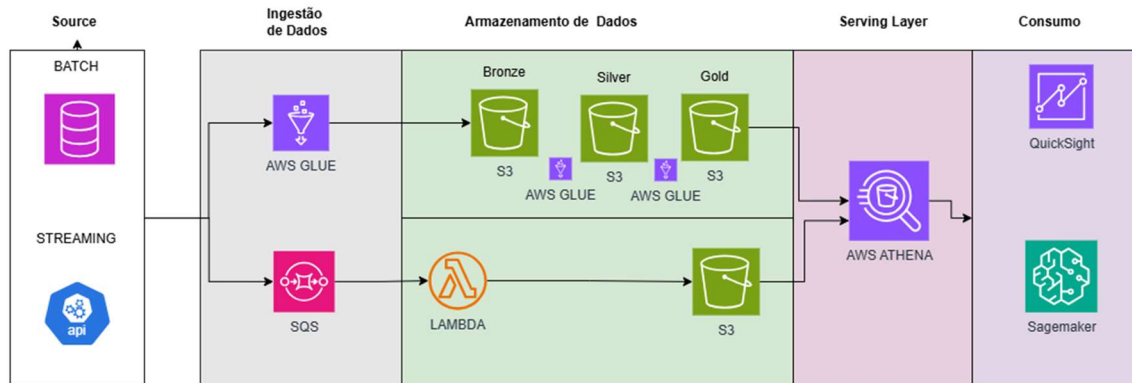 Source
Ingestão
de Dados
Armazenamento de Dados
Serving Layer
Consumo
BATCH
STREAMING
api
AWS GLUE
SQS
Bronze
Silver
Gold
S3
S3
S3
AWS GLUE
AWS GLUE
LAMBDA
S3
AWS ATHENA
QuickSight
Sagemaker